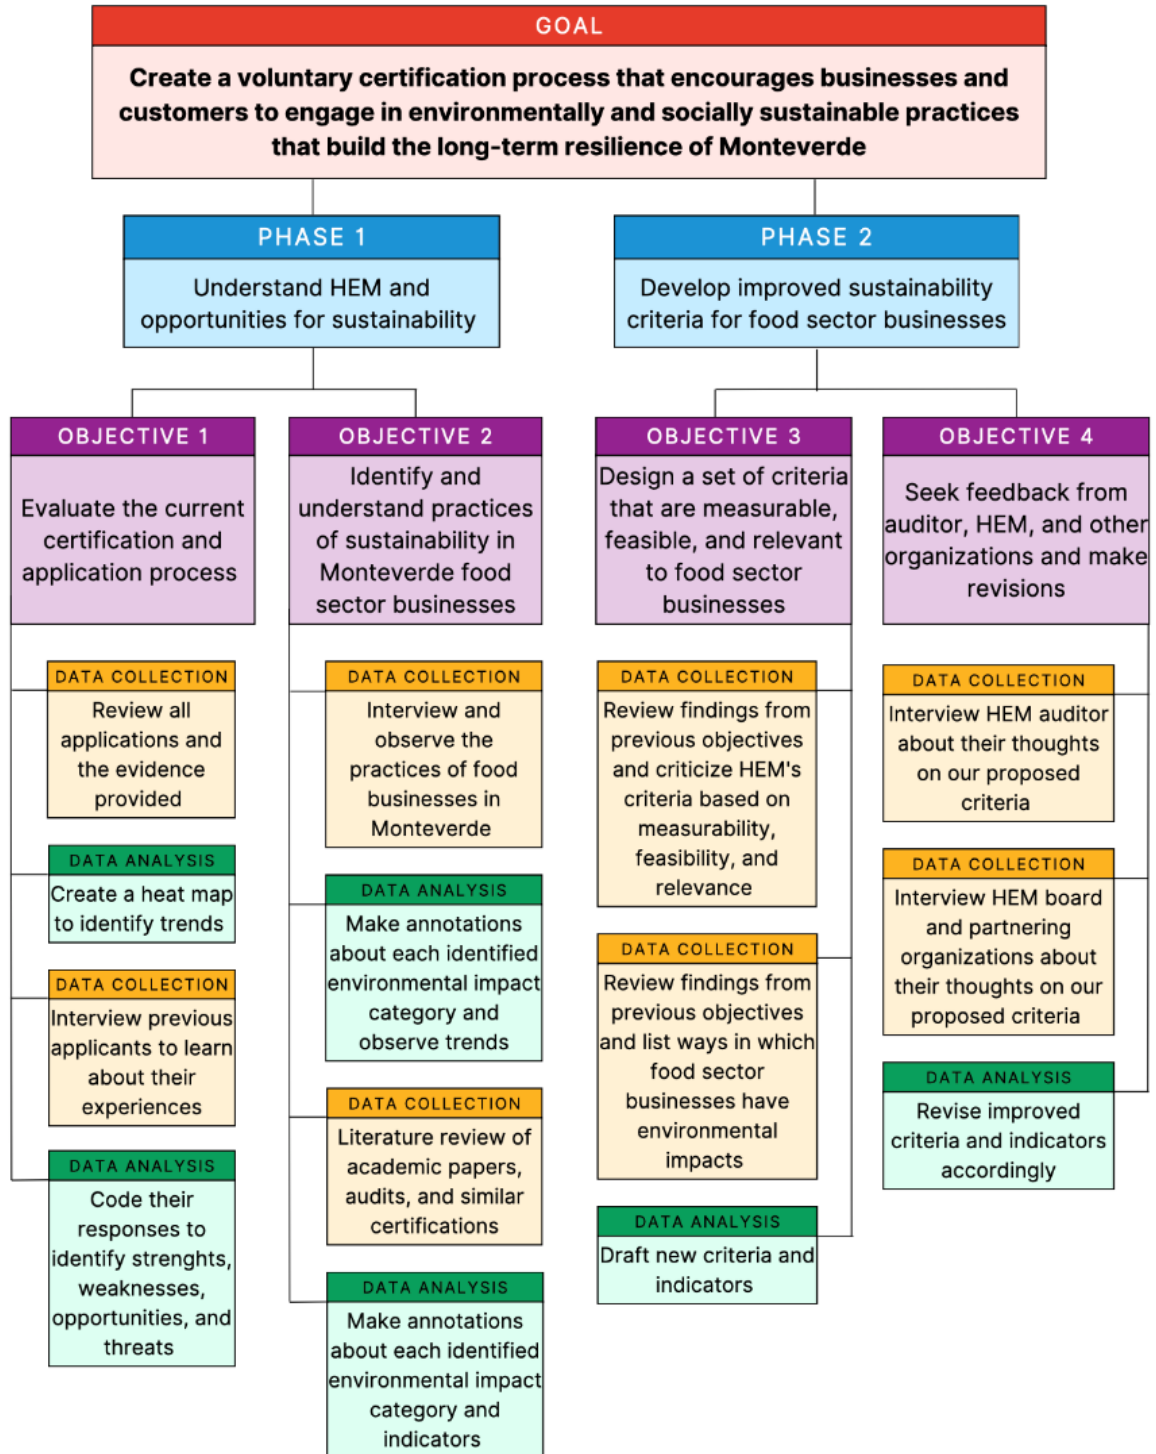 GOAL
Create a voluntary certification process that encourages businesses and
customers to engage in environmentally and socially sustainable practices
that build the long-term resilience of Monteverde
PHASE 1
Understand HEM and
opportunities for sustainability
PHASE 2
Develop improved sustainability
criteria for food sector businesses
OBJECTIVE 1
Evaluate the current
certification and
application process
DATA COLLECTION
Review all
applications and
the evidence
provided
DATA ANALYSIS
Create a heat map
to identify trends
DATA COLLECTION
Interview previous
applicants to learn
about their
experiences
DATA ANALYSIS
Code their
responses to
identify strenghts,
weaknesses,
opportunities, and
threats
OBJECTIVE 2
Identify and
understand practices
of sustainability in
Monteverde food
sector businesses
DATA COLLECTION
Interview and
observe the
practices of food
businesses in
Monteverde
DATA ANALYSIS
Make annotations
about each identified
environmental impact
category and
observe trends
DATA COLLECTION
Literature review of
academic papers,
audits, and similar
certifications
DATA ANALYSIS
Make annotations
about each identified
environmental impact
category and
indicators
OBJECTIVE 3
Design a set of criteria
that are measurable,
feasible, and relevant
to food sector
businesses
DATA COLLECTION
Review findings from
previous objectives
and criticize HEM's
criteria based on
measurability,
feasibility, and
relevance
DATA COLLECTION
Review findings from
previous objectives
and list ways in which
food sector
businesses have
environmental
impacts
DATA ANALYSIS
Draft new criteria and
indicators
OBJECTIVE 4
Seek feedback from
auditor, HEM, and other
organizations and make
revisions
DATA COLLECTION
Interview HEM auditor
about their thoughts
on our proposed
criteria
DATA COLLECTION
Interview HEM board
and partnering
organizations about
their thoughts on our
proposed criteria
DATA ANALYSIS
Revise improved
criteria and indicators
accordingly